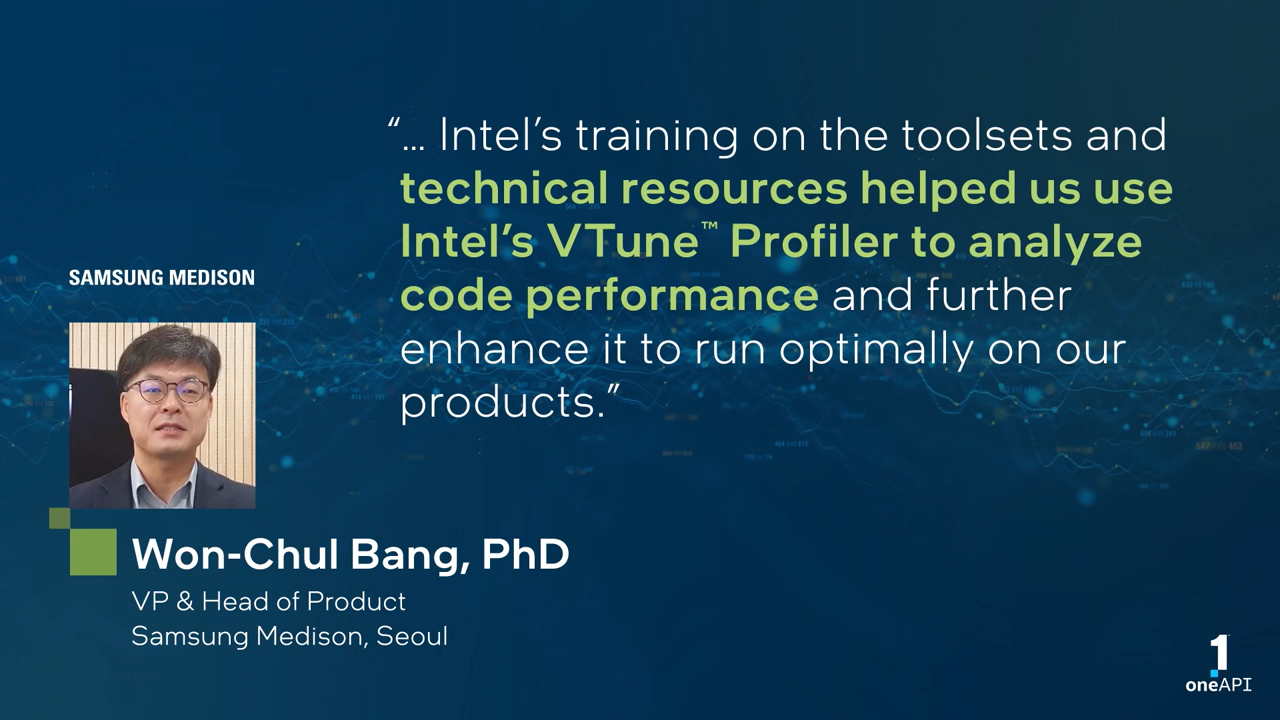 “... Intel’s training on the toolsets and
technical resources helped us use
Intel’s VTune™ Profiler to analyze
code performance and further
enhance it to run optimally on our
products.”
SAMSUNG MEDISON
Won-Chul Bang, PhD
VP & Head of Product
Samsung Medison, Seoul
1
oneAPI